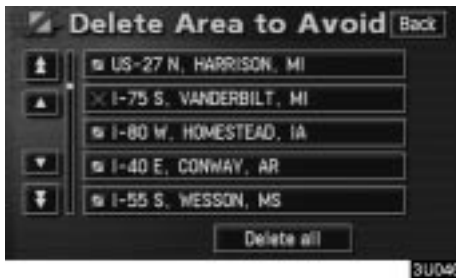 Delete Area to Avoid Back
US-27 N, HARRISON, MI
I-75 S, VANDERBILT, MI
I-80 W, HOMESTEAD, IA
I-40 E, CONWAY, AR
I-55 S, WESSON, MS
Delete all